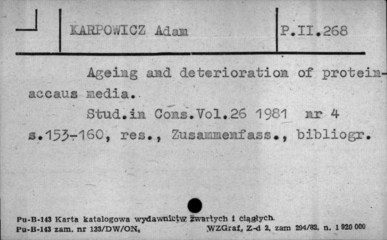 KARPOWICZ Adam P.II.268
Ageing and deterioration of protein-
accaus media.
Stud.in Cons.Vol.26 1981 nr 4
s.153-160, res., Zusammenfass., bibliogr.
Pu-B-143 Karta katalogowa wydawnictw zwartych i ciągłych.
Pu-B-143 zam. nr 133/DW/ON. WZGraf, Z-d 2, zam 294/82. n. 1 920 000